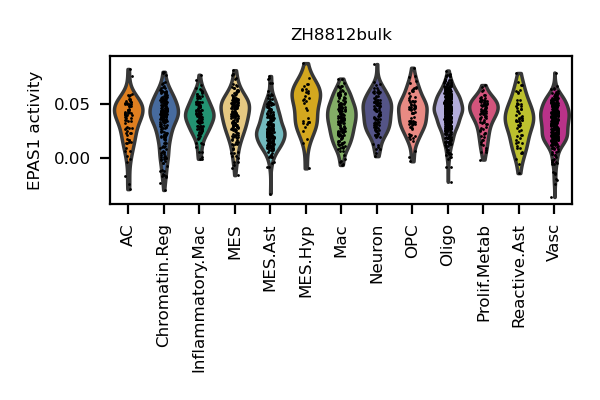 ZH8812bulk
EPAS1 activity
0.05
0.00
AC
Chromatin.Reg
Inflammatory.Mac
MES
MES.Ast
MES.Hyp
Mac
Neuron
OPC
Oligo
Prolif.Metab
Reactive.Ast
Vasc